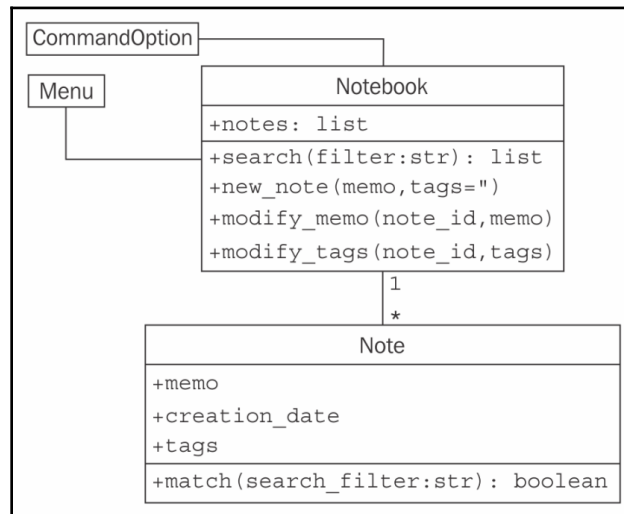 CommandOption
Menu
Notebook
+notes: list
+search(filter:str): list
+new_note(memo,tags=")
+modify_memo(note_id,memo)
+modify_tags(note_id,tags)
1
*
Note
+memo
+creation_date
+tags
+match(search_filter:str): boolean